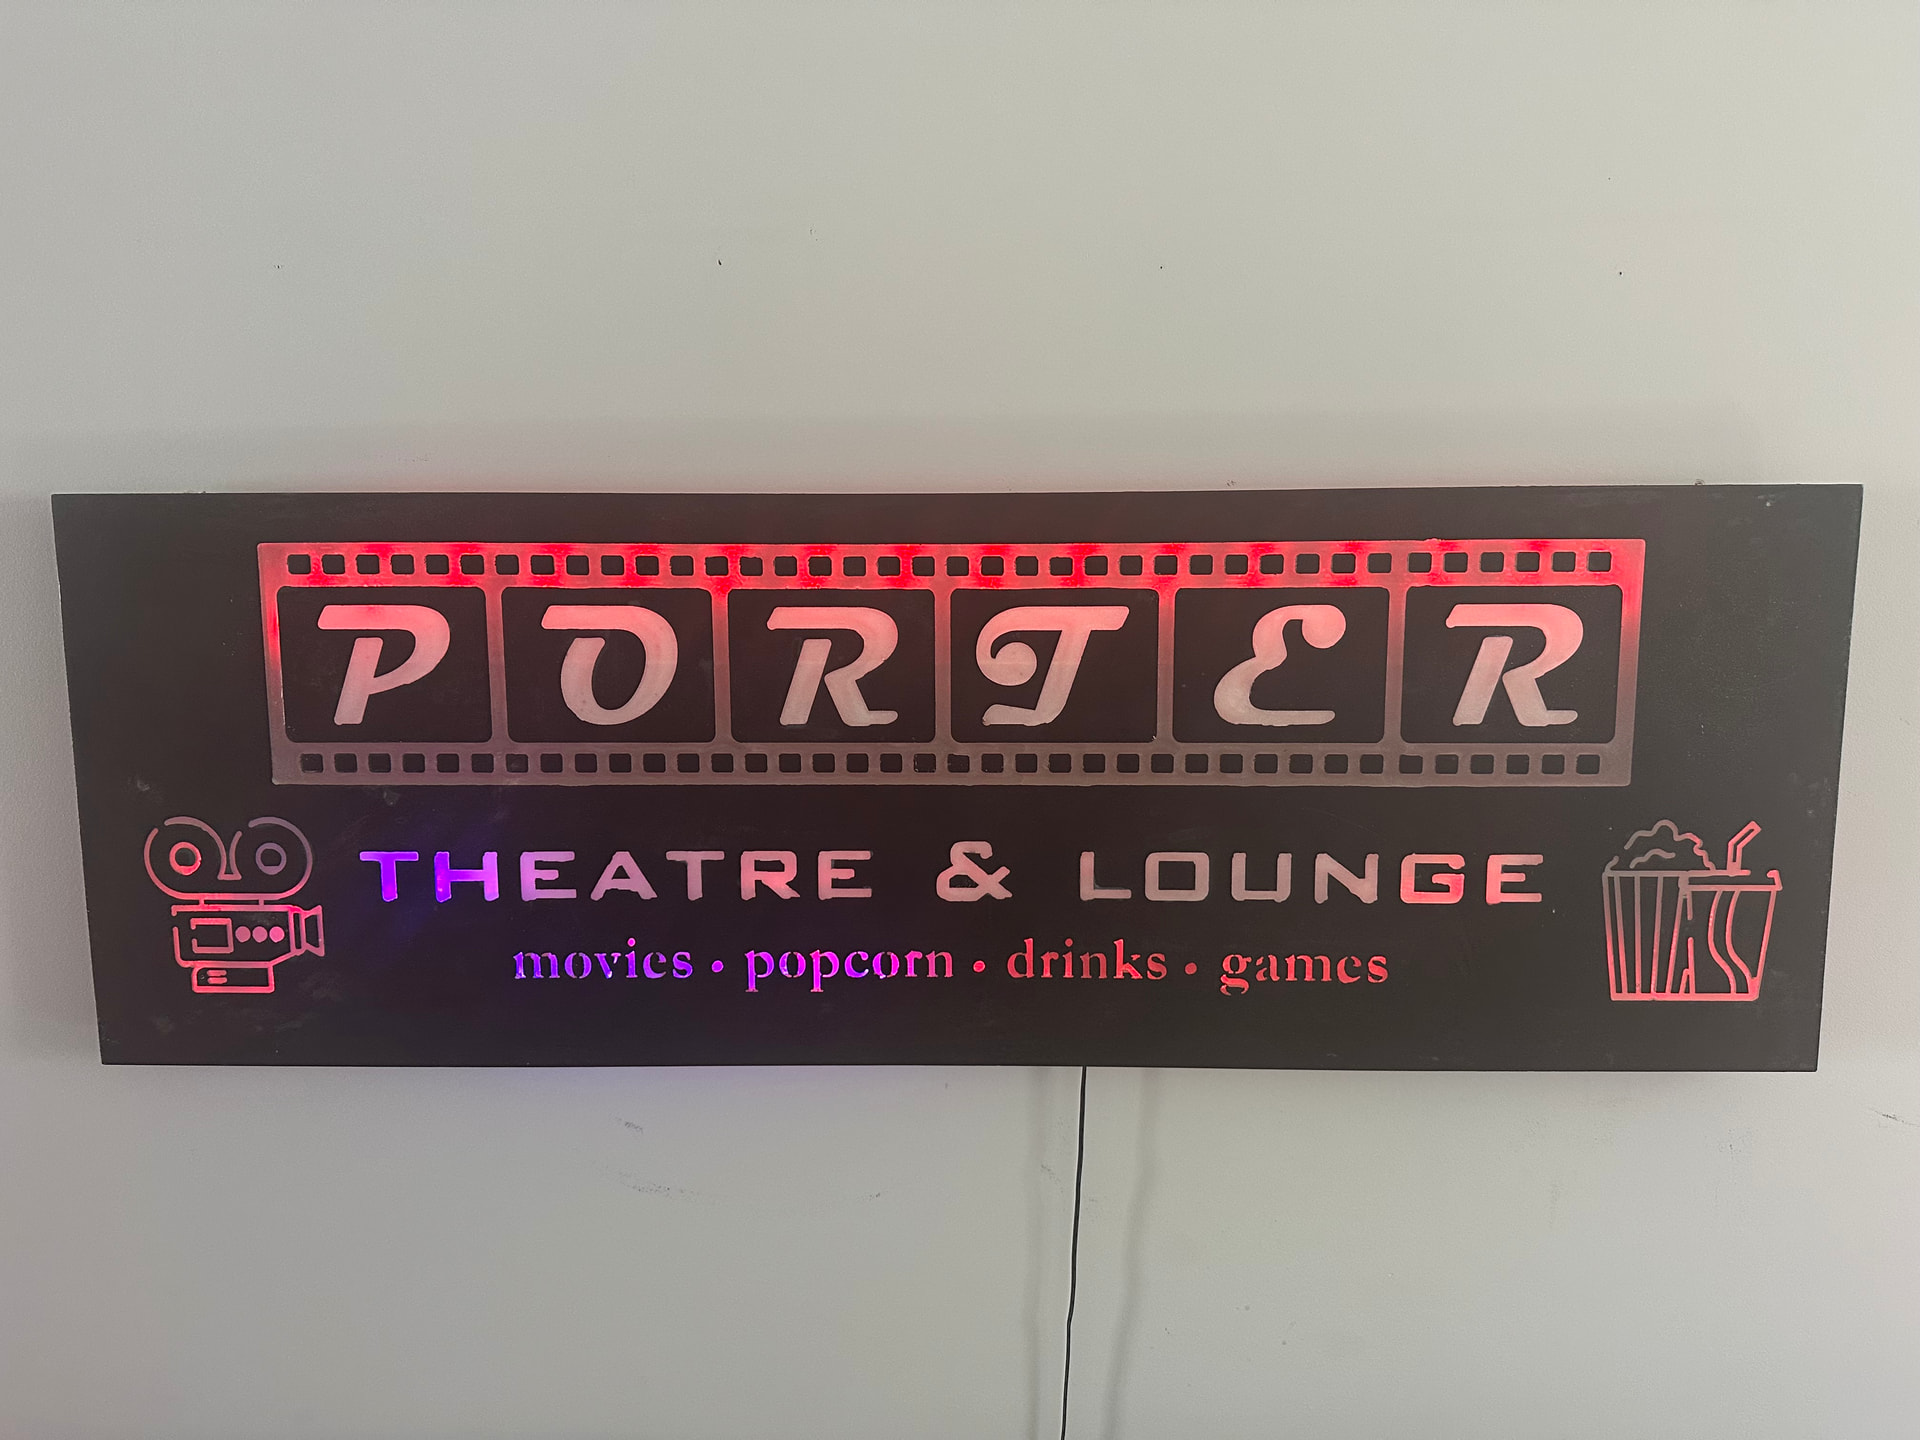 PORTER
THEATRE & LOUNGE
movies • popcorn • drinks • games